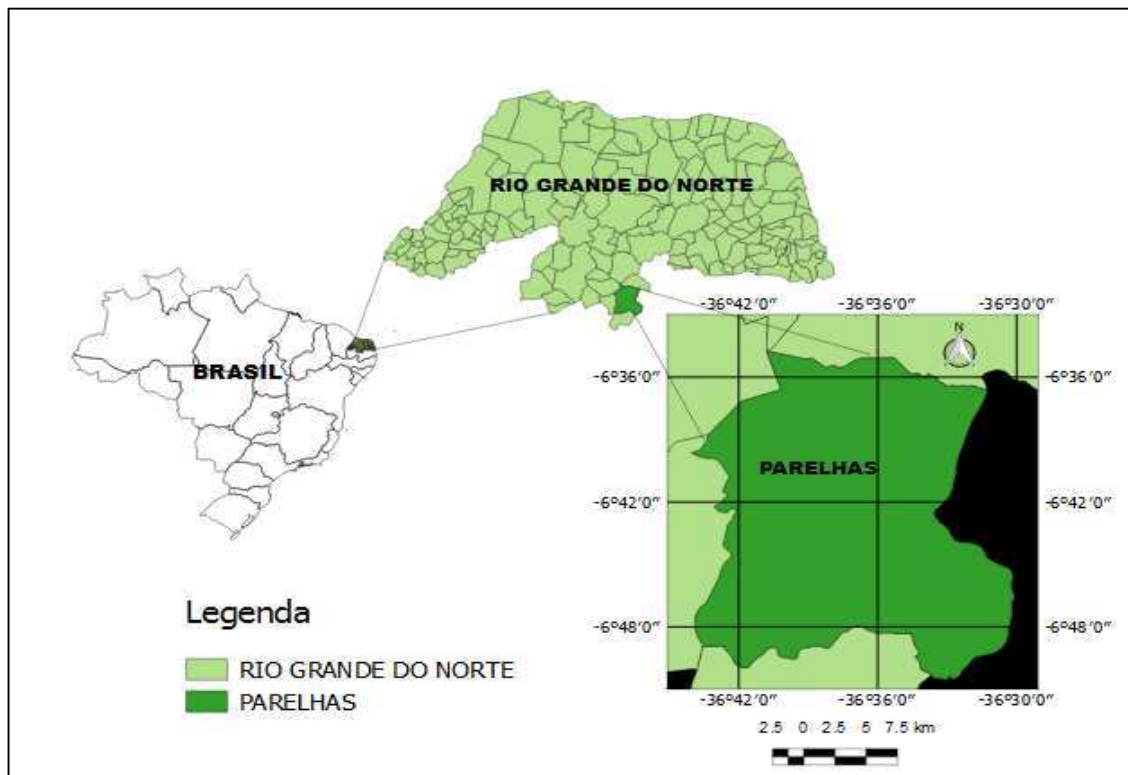 RIO GRANDE DO NORTE
BRASIL
-36°42'0" -36°36'0" -36°30'0"
N
-6°36'0" -6°36'0"
PARELHAS
-6°42'0" -6°42'0"
-6°48'0" -6°48'0"
-36°42'0" -36°36'0" -36°30'0"
2.5 0 2.5 5 7.5 km
Legenda
RIO GRANDE DO NORTE
PARELHAS